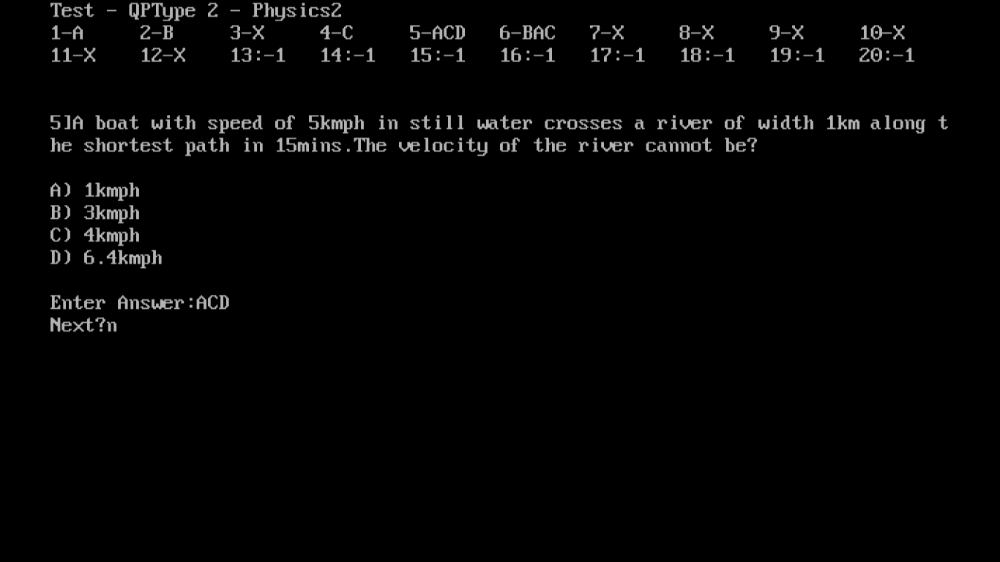 Test - QPType 2 - Physics2
1-A 2-B 3-X 4-C 5-ACD 6-BAC 7-X 8-X 9-X 10-X
11-X 12-X 13:-1 14:-1 15:-1 16:-1 17:-1 18:-1 19:-1 20:-1
5]A boat with speed of 5kmph in still water crosses a river of width 1km along t
he shortest path in 15mins.The velocity of the river cannot be?
A) 1kmph
B) 3kmph
C) 4kmph
D) 6.4kmph
Enter Answer:ACD
Next?n